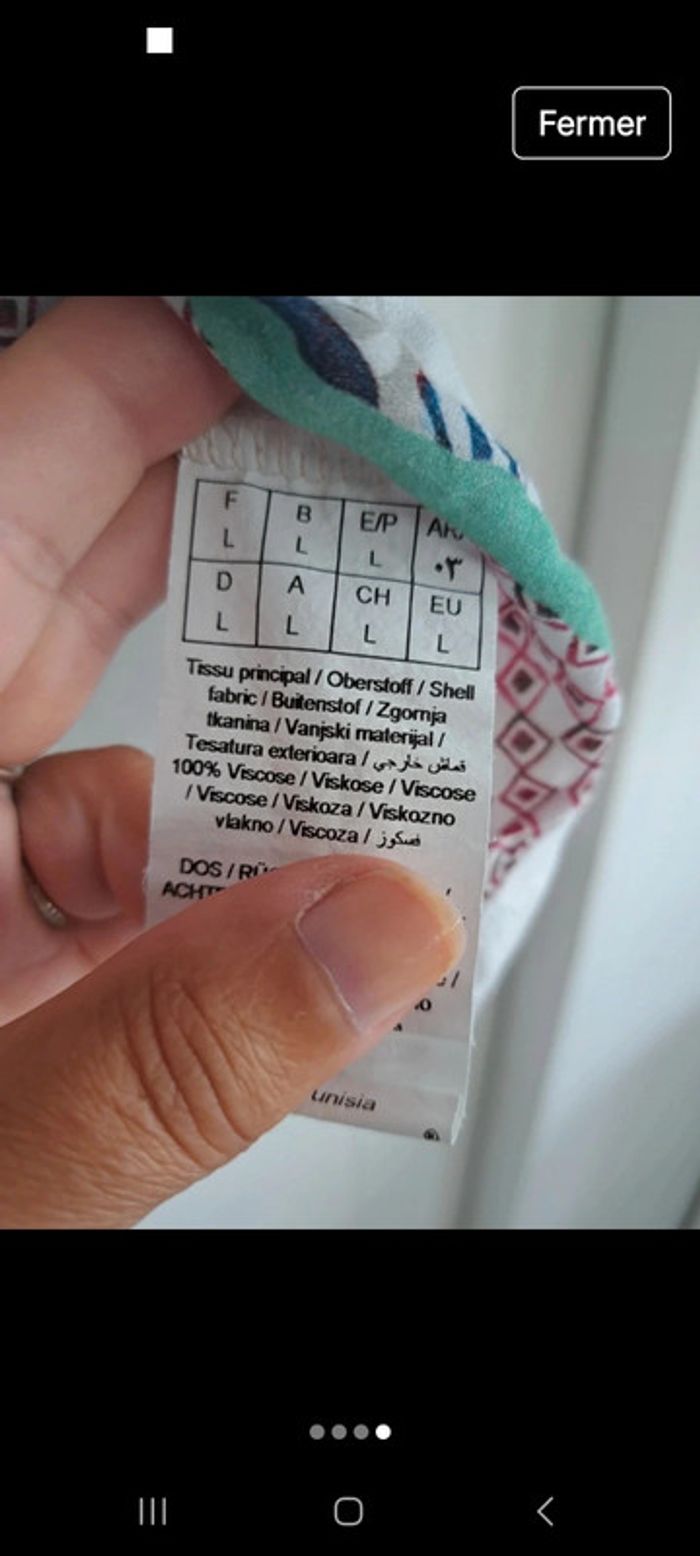 Fermer
F B E/P
L L L ٠٣
D A CH EU
L L L L
Tissu principal / Oberstoff / Shell
fabric / Buitenstof / Zgornja
tkanina / Vanjski materijal /
Tesatura exterioara / قماش خارجي
100% Viscose / Viskose / Viscose
/ Viscose / Viskoza / Viskozno
vlakno / Viscoza / فسكوز
DOS /